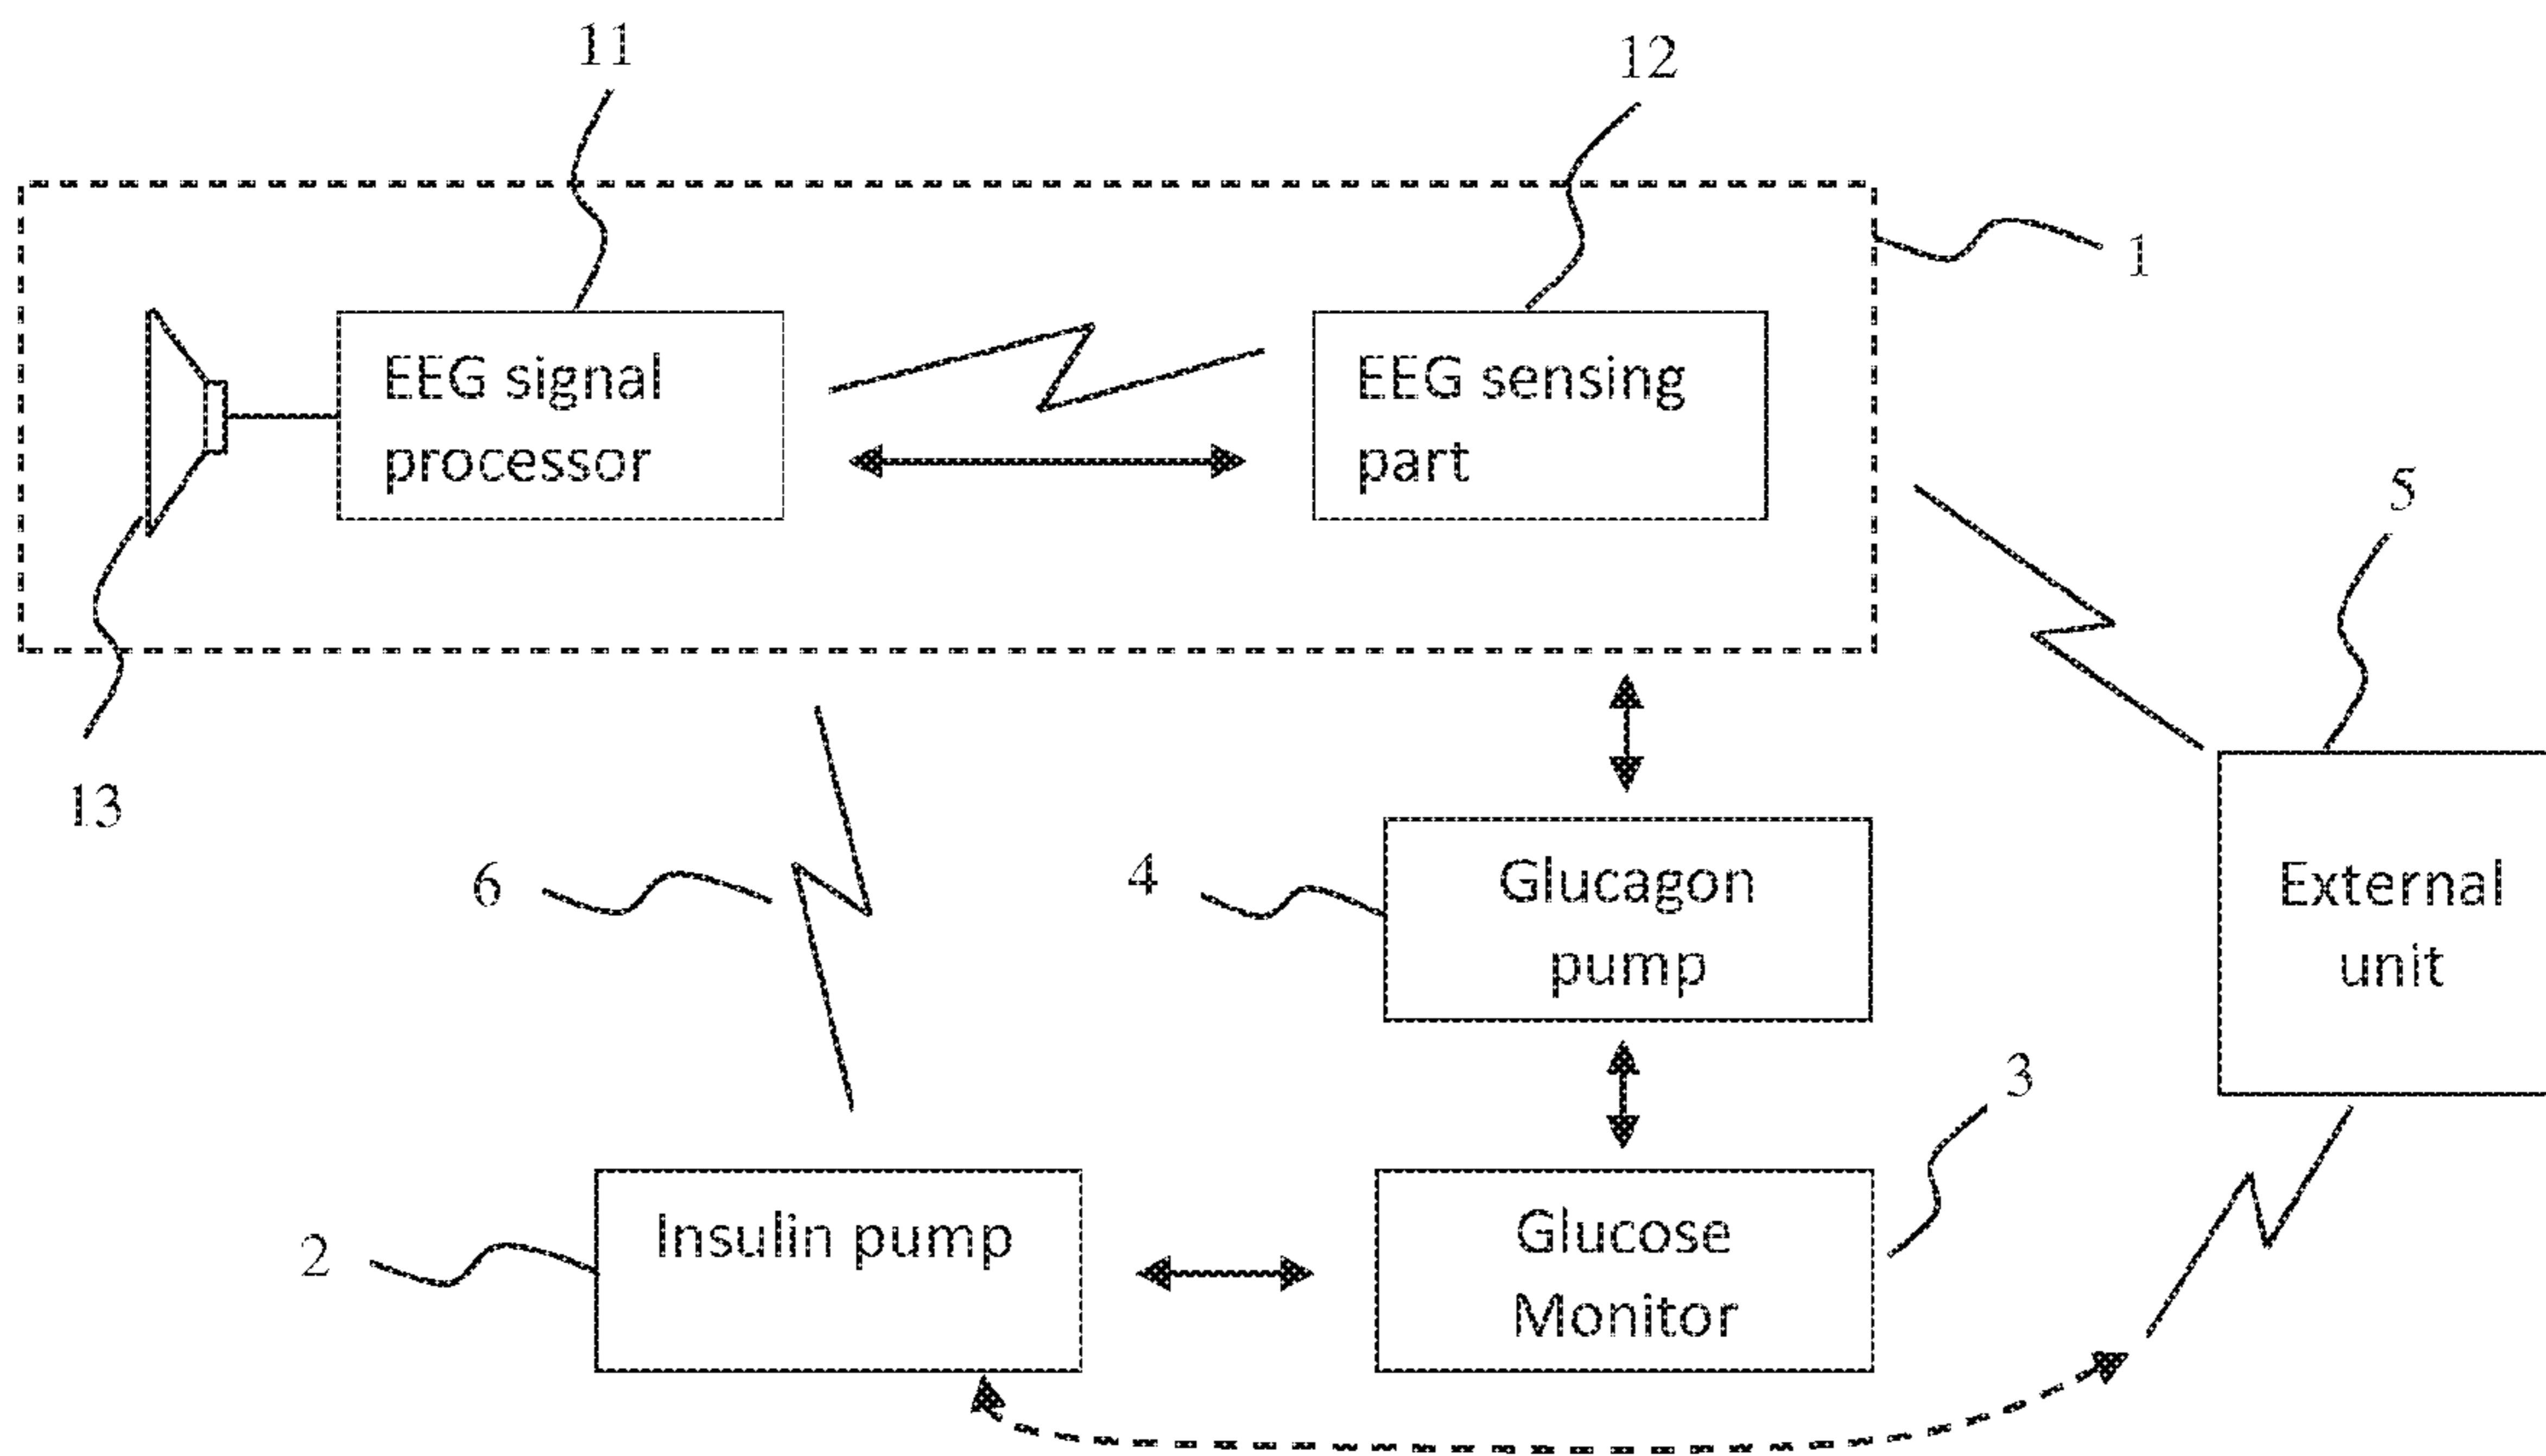 11
12
1
EEG signal
processor
EEG sensing
part
5
13
6
4
Glucagon
pump
External
unit
3
2
Insulin pump
Glucose
Monitor